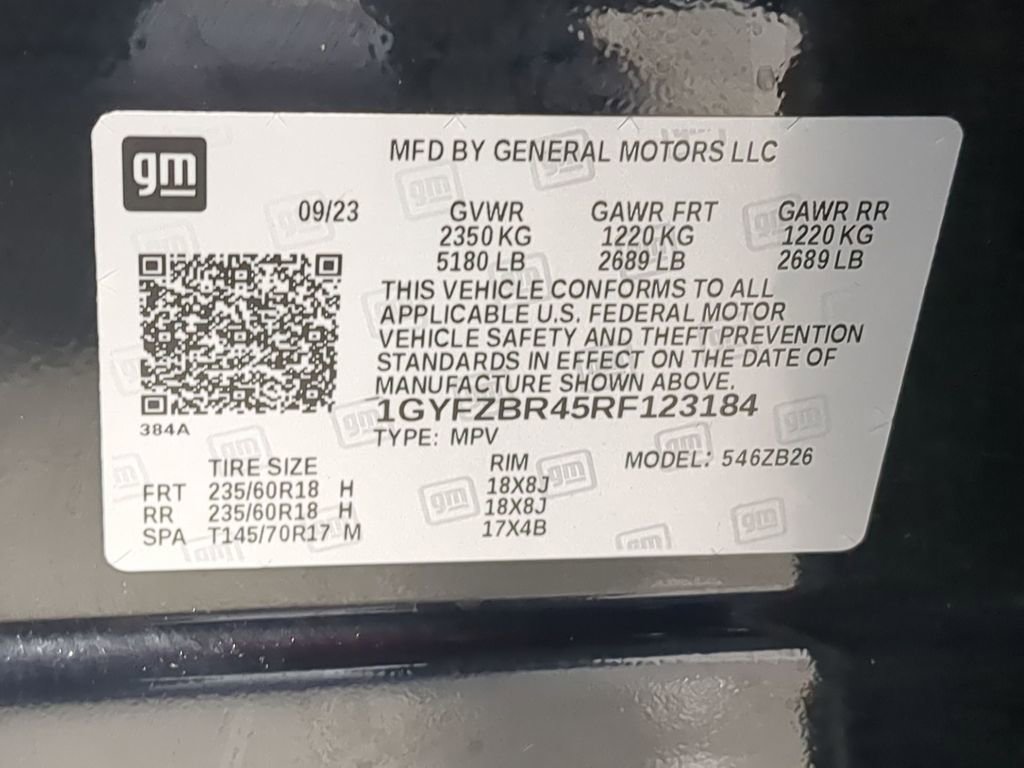 gm
MFD BY GENERAL MOTORS LLC
09/23 GVWR GAWR FRT GAWR RR
2350 KG 1220 KG 1220 KG
5180 LB 2689 LB 2689 LB
THIS VEHICLE CONFORMS TO ALL
APPLICABLE U.S. FEDERAL MOTOR
VEHICLE SAFETY AND THEFT PREVENTION
STANDARDS IN EFFECT ON THE DATE OF
MANUFACTURE SHOWN ABOVE.
1GYFZBR45RF123184
384A TYPE: MPV
TIRE SIZE RIM MODEL: 546ZB26
FRT 235/60R18 H 18X8J
RR 235/60R18 H 18X8J
SPA T145/70R17 M 17X4B